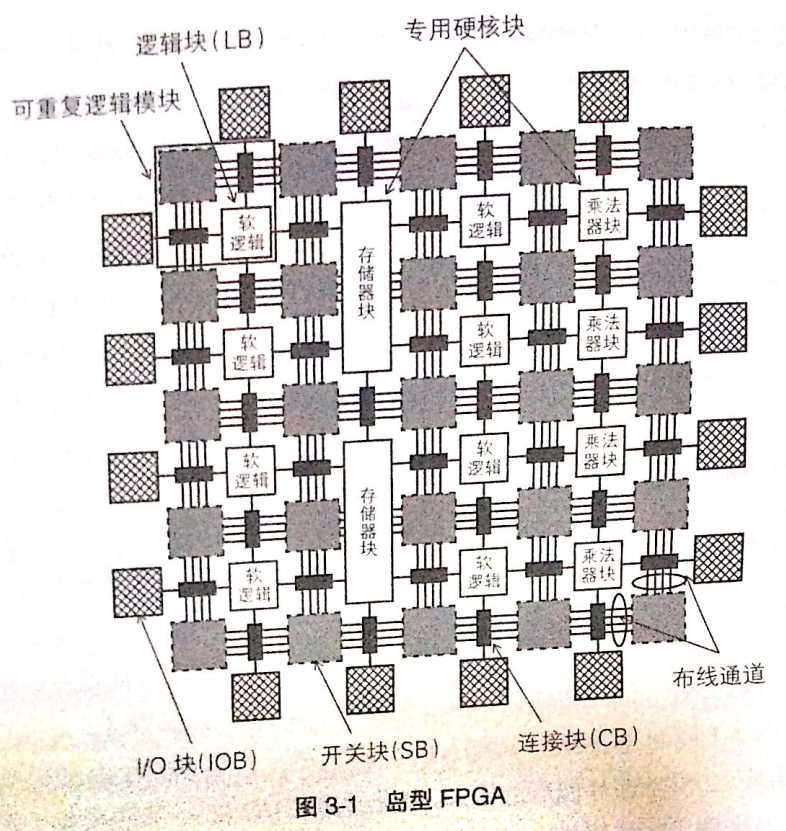 专用硬核块
逻辑块(LB)
可重复逻辑模块
软
逻辑
存储器块
软
逻辑
乘法
器块
软
逻辑
软
逻辑
乘法
器块
软
逻辑
存储器块
软
逻辑
乘法
器块
软
逻辑
软
逻辑
乘法
器块
布线通道
I/O 块(IOB)
开关块(SB)
连接块(CB)
图 3-1 岛型 FPGA